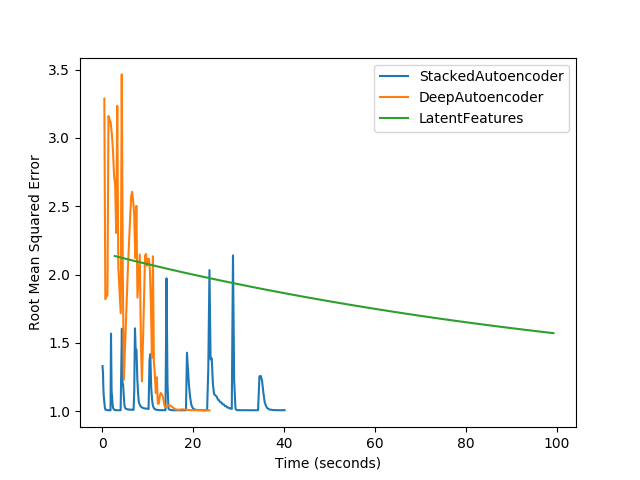 StackedAutoencoder
DeepAutoencoder
LatentFeatures
Root Mean Squared Error
3.5
3.0
2.5
2.0
1.5
1.0
0 20 40 60 80 100
Time (seconds)